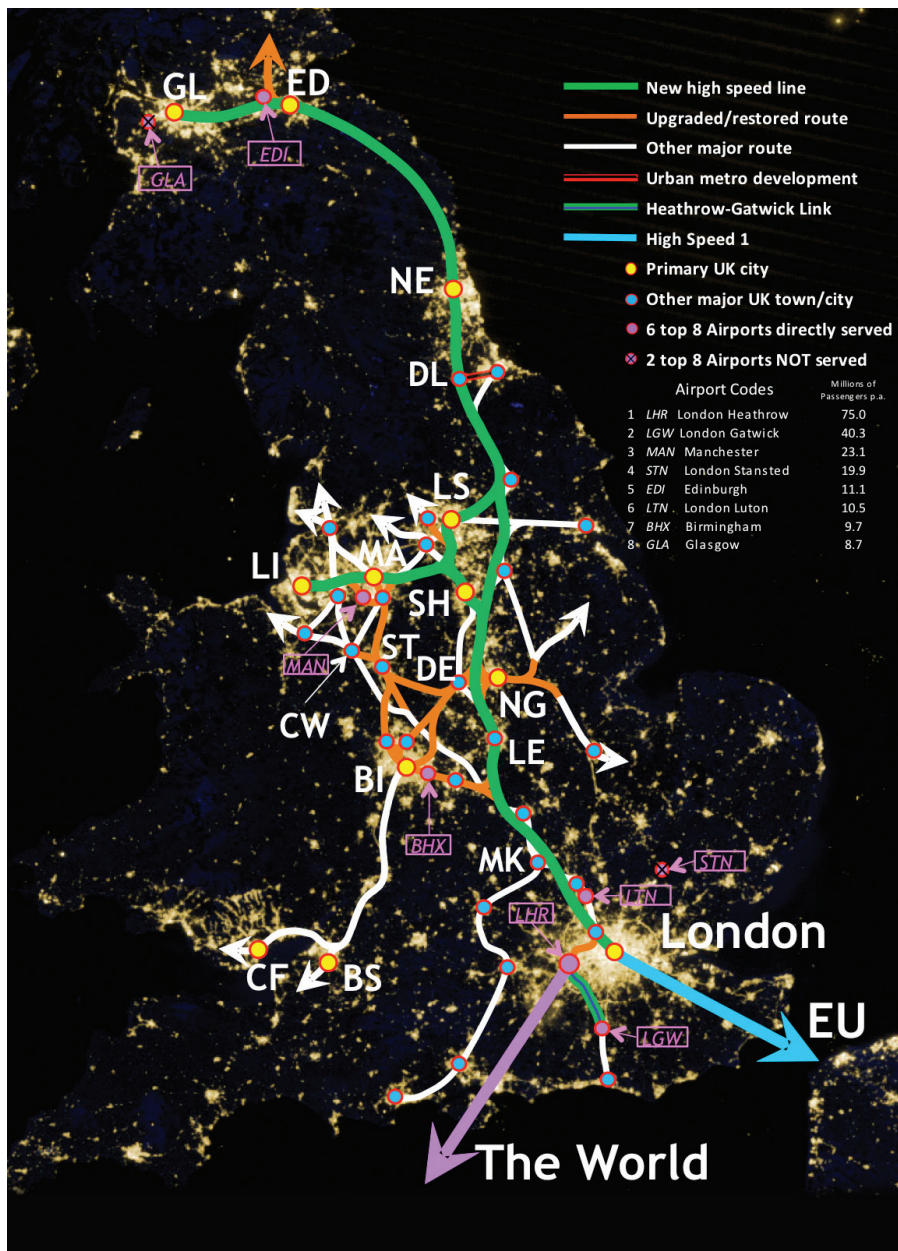 GL
ED
EDI
GLA
New high speed line
Upgraded/restored route
Other major route
Urban metro development
Heathrow-Gatwick Link
High Speed 1
Primary UK city
Other major UK town/city
6 top 8 Airports directly served
2 top 8 Airports NOT served
Airport Codes
Millions of
Passengers p.a.
1 LHR London Heathrow 75.0
2 LGW London Gatwick 40.3
3 MAN Manchester 23.1
4 STN London Stansted 19.9
5 EDI Edinburgh 11.1
6 LTN London Luton 10.5
7 BHX Birmingham 9.7
8 GLA Glasgow 8.7
NE
DL
LS
MA
LI
SH
MAN
ST
DE
NG
CW
LE
BI
BHX
MK
STN
LTN
LHR
London
CF
BS
EU
LGW
The World